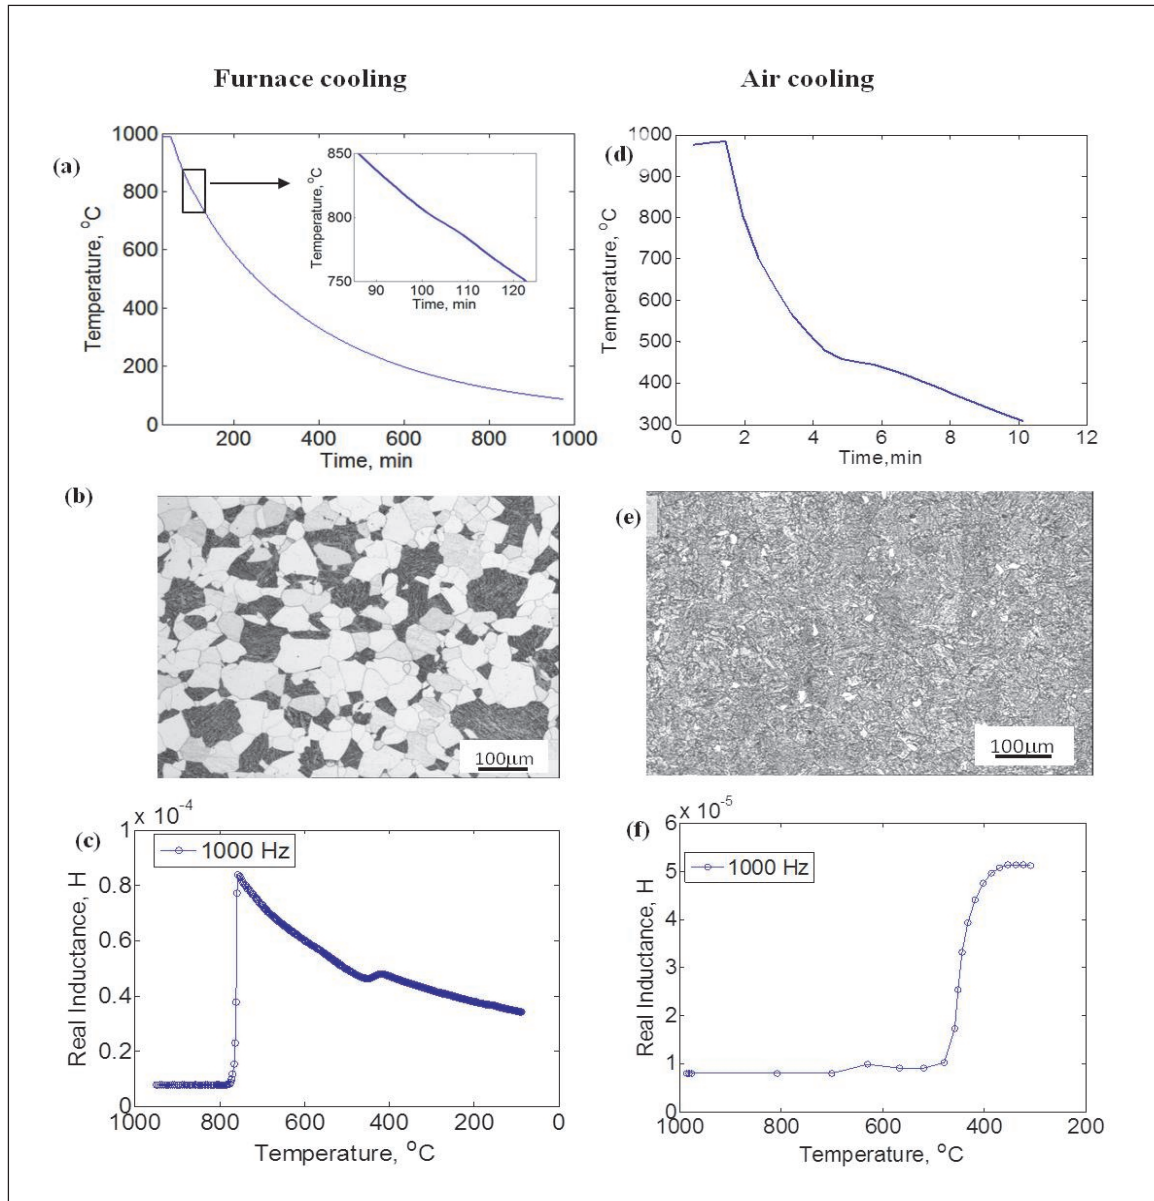 Furnace cooling
Air cooling
(a)
1000
800
600
400
200
0
Temperature, °C
200
400
600
800
1000
Time, min
850
800
750
Temperature, °C
90
100
110
120
Time, min
(d)
1000
900
800
700
600
500
400
300
Temperature, °C
0
2
4
6
8
10
12
Time,min
(b)
100μm
(e)
100μm
(c)
x 10⁻⁴
1
0.8
0.6
0.4
0.2
0
Real Inductance, H
1000 Hz
1000
800
600
400
200
0
Temperature, °C
(f)
x 10⁻⁵
6
5
4
3
2
1
0
Real Inductance, H
1000 Hz
1000
800
600
400
200
Temperature, °C